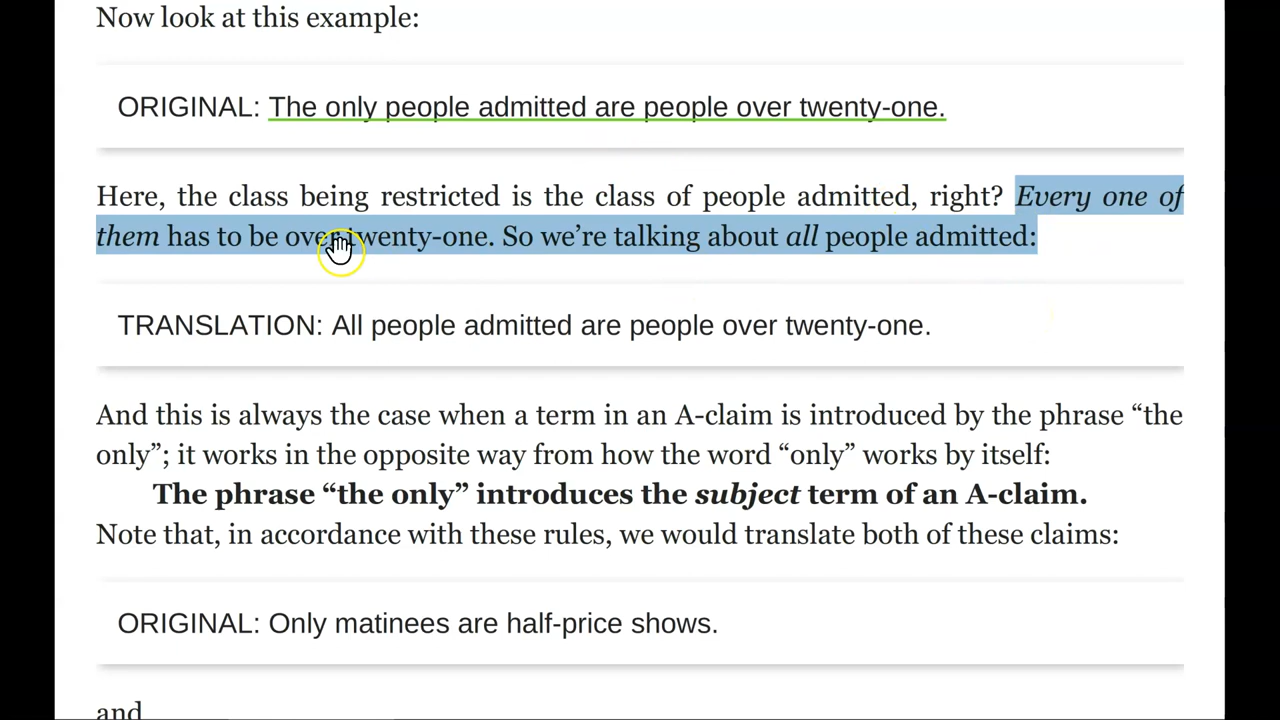 Now look at this example:
ORIGINAL: The only people admitted are people over twenty-one.
Here, the class being restricted is the class of people admitted, right? Every one of
them has to be over twenty-one. So we’re talking about all people admitted:
TRANSLATION: All people admitted are people over twenty-one.
And this is always the case when a term in an A-claim is introduced by the phrase “the
only”; it works in the opposite way from how the word “only” works by itself:
The phrase “the only” introduces the subject term of an A-claim.
Note that, in accordance with these rules, we would translate both of these claims:
ORIGINAL: Only matinees are half-price shows.
and